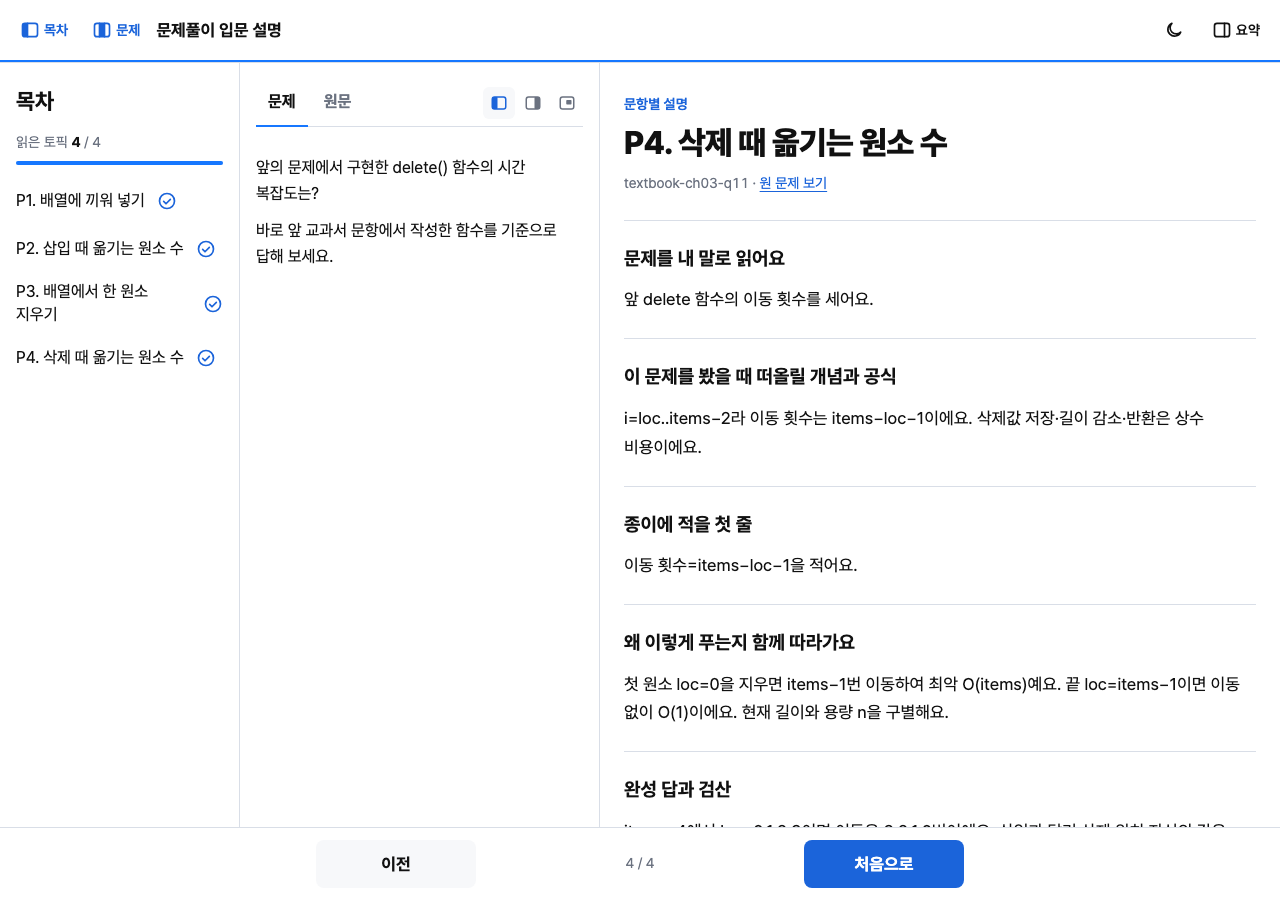 목차
문제
문제풀이 입문 설명
요약
목차
읽은 토픽 4 / 4
P1. 배열에 끼워 넣기
P2. 삽입 때 옮기는 원소 수
P3. 배열에서 한 원소
지우기
P4. 삭제 때 옮기는 원소 수
문제
원문
앞의 문제에서 구현한 delete() 함수의 시간
복잡도는?
바로 앞 교과서 문항에서 작성한 함수를 기준으로
답해 보세요.
문항별 설명
P4. 삭제 때 옮기는 원소 수
textbook-ch03-q11 · 원 문제 보기
문제를 내 말로 읽어요
앞 delete 함수의 이동 횟수를 세어요.
이 문제를 봤을 때 떠올릴 개념과 공식
i=loc..items−2라 이동 횟수는 items−loc−1이에요. 삭제값 저장·길이 감소·반환은 상수
비용이에요.
종이에 적을 첫 줄
이동 횟수=items−loc−1을 적어요.
왜 이렇게 푸는지 함께 따라가요
첫 원소 loc=0을 지우면 items−1번 이동하여 최악 O(items)예요. 끝 loc=items−1이면 이동
없이 O(1)이에요. 현재 길이와 용량 n을 구별해요.
완성 답과 검산
이전
4 / 4
처음으로